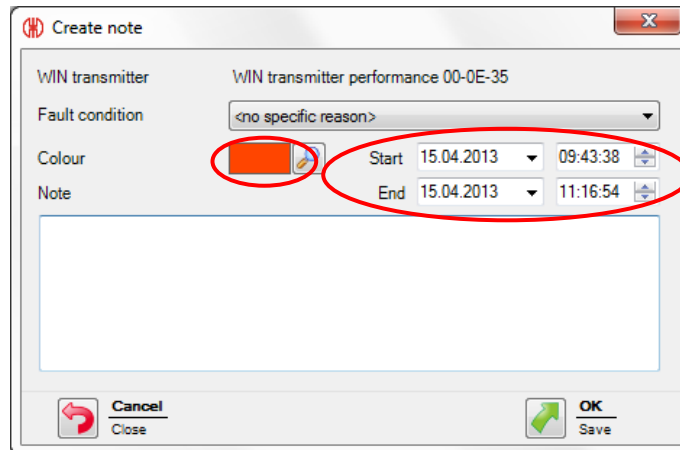 Create note
WIN transmitter WIN transmitter performance 00-0E-35
Fault condition <no specific reason>
Colour Start 15.04.2013 09:43:38
Note End 15.04.2013 11:16:54
Cancel OK
Close Save